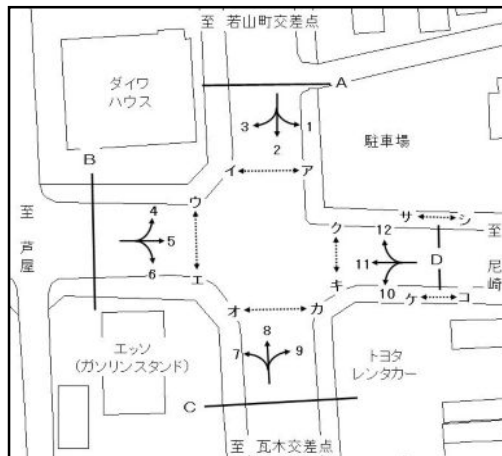 至 若山町交差点
ダイワ
ハウス
A
3
1
2
駐車場
B
イ
ア
ウ
サ
シ
至
芦
屋
4
ク
12
至
5
11
D
尼
崎
エ
キ
6
10
ケ
コ
オ
カ
8
エッソ
(ガソリンスタンド)
7
9
トヨタ
レンタカー
C
至 瓦木交差点